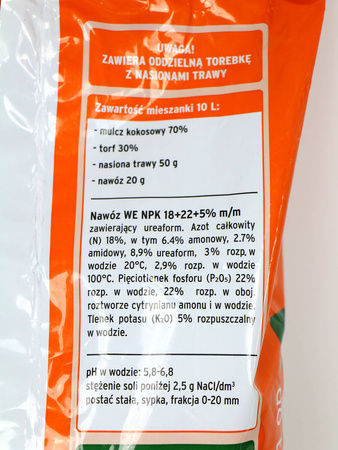 UWAGA!
ZAWIERA ODDZIELNĄ TOREBKĘ
Z NASIONAMI TRAWY
Zawartość mieszanki 10 L:
- mulcz kokosowy 70%
- torf 30%
- nasiona trawy 50 g
- nawóz 20 g
Nawóz WE NPK 18+22+5% m/m
zawierający ureaform. Azot całkowity
(N) 18%, w tym 6.4% amonowy, 2.7%
amidowy, 8,9% ureaform, 3% rozp. w
wodzie 20°C, 2,9% rozp. w wodzie
100°C. Pięciotlenek fosforu (P₂O₅) 22%
rozp. w wodzie, 22% rozp. w oboj.
roztworze cytrynianu amonu i w wodzie.
Tlenek potasu (K₂O) 5% rozpuszczalny
w wodzie.
pH w wodzie: 5,8-6,8
stężenie soli poniżej 2,5 g NaCl/dm³
postać stała, sypka, frakcja 0-20 mm